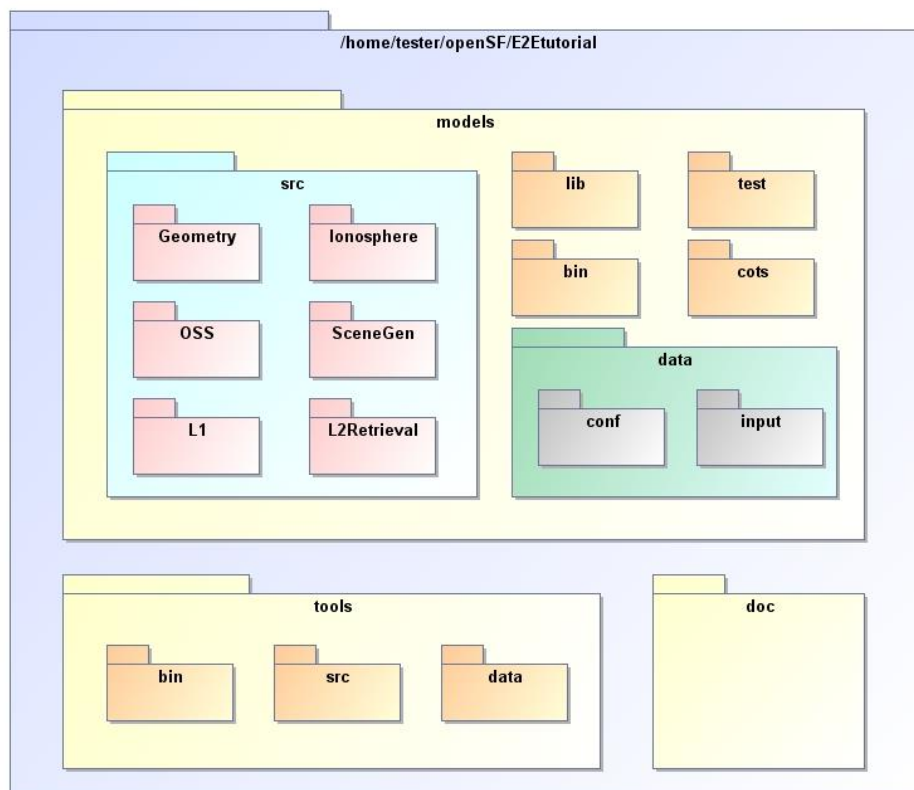 /home/tester/openSF/E2Etutorial
models
src
Geometry
Ionosphere
OSS
SceneGen
L1
L2Retrieval
lib
test
bin
cots
data
conf
input
tools
bin
src
data
doc